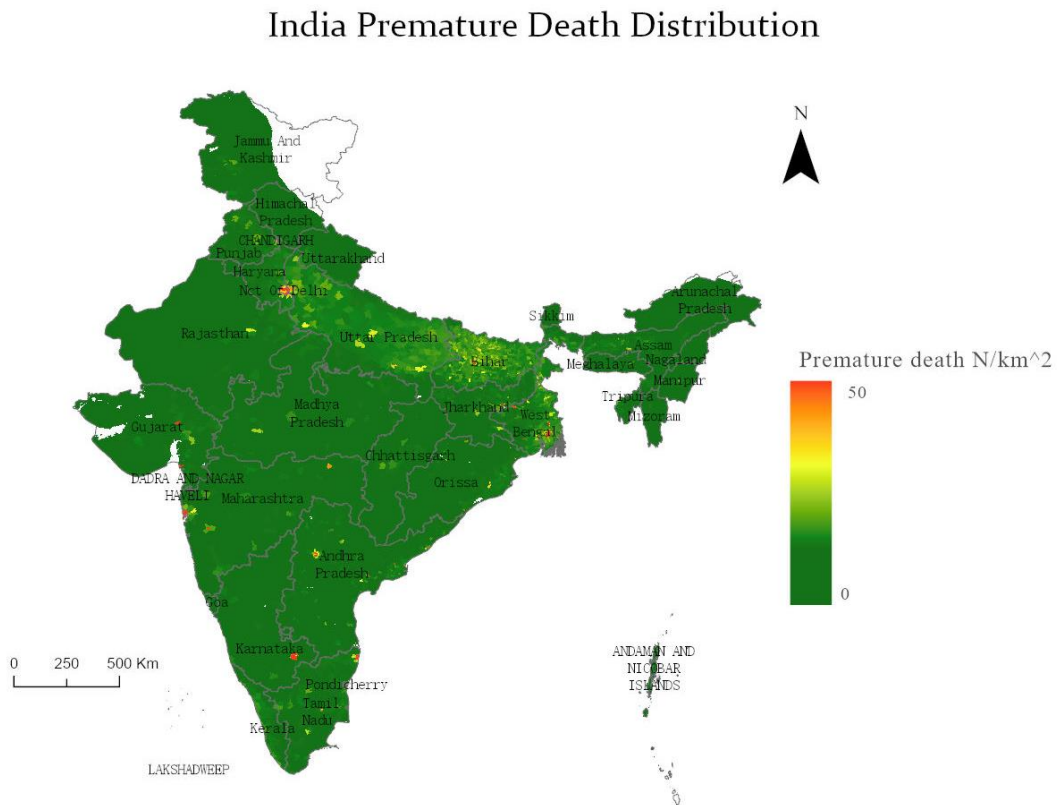 India Premature Death Distribution
N
Jammu And
Kashmir
Himachal
Pradesh
CHANDIGARH
Punjab
Uttarakhand
Haryana
Nct Of Delhi
Arunachal
Pradesh
Sikkim
Rajasthan
Uttar Pradesh
Assam
Bihar
Meghalaya
Nagaland
Manipur
Premature death N/km^2
50
0
Tripura
Mizoram
Madhya
Pradesh
Jharkhand
West
Bengal
Gujarat
Chhattisgarh
DADRA AND NAGAR
HAVELI
Orissa
Maharashtra
Andhra
Pradesh
Goa
Karnataka
0 250 500 Km
ANDAMAN AND
NICOBAR
ISLANDS
Pondicherry
Tamil
Nadu
Kerala
LAKSHADWEEP